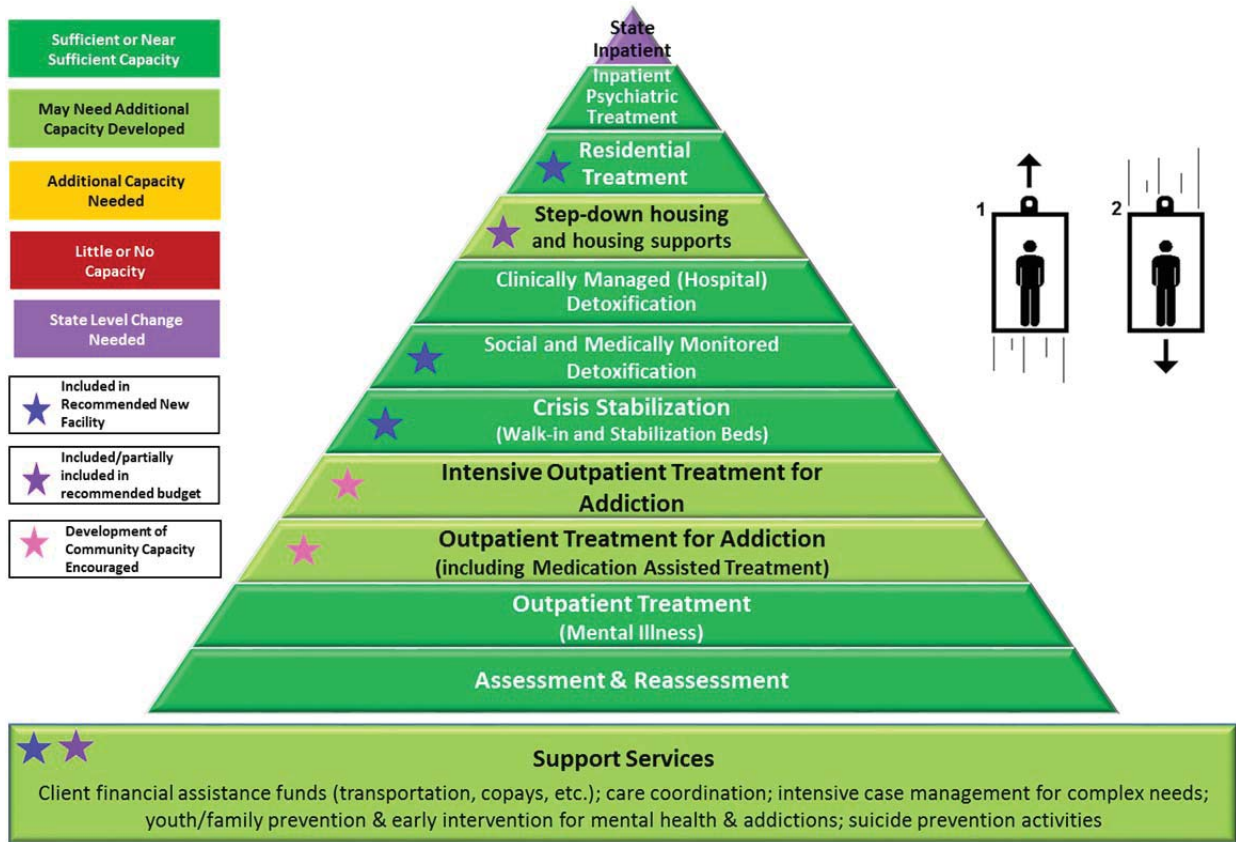 Sufficient or Near
Sufficient Capacity
May Need Additional
Capacity Developed
Additional Capacity
Needed
Little or No
Capacity
State Level Change
Needed
Included in
Recommended New
Facility
Included/partially
included in
recommended budget
Development of
Community Capacity
Encouraged
State
Inpatient
Inpatient
Psychiatric
Treatment
Residential
Treatment
Step-down housing
and housing supports
Clinically Managed (Hospital)
Detoxification
Social and Medically Monitored
Detoxification
Crisis Stabilization
(Walk-in and Stabilization Beds)
Intensive Outpatient Treatment for
Addiction
Outpatient Treatment for Addiction
(including Medication Assisted Treatment)
Outpatient Treatment
(Mental Illness)
Assessment & Reassessment
1
2
Support Services
Client financial assistance funds (transportation, copays, etc.); care coordination; intensive case management for complex needs;
youth/family prevention & early intervention for mental health & addictions; suicide prevention activities